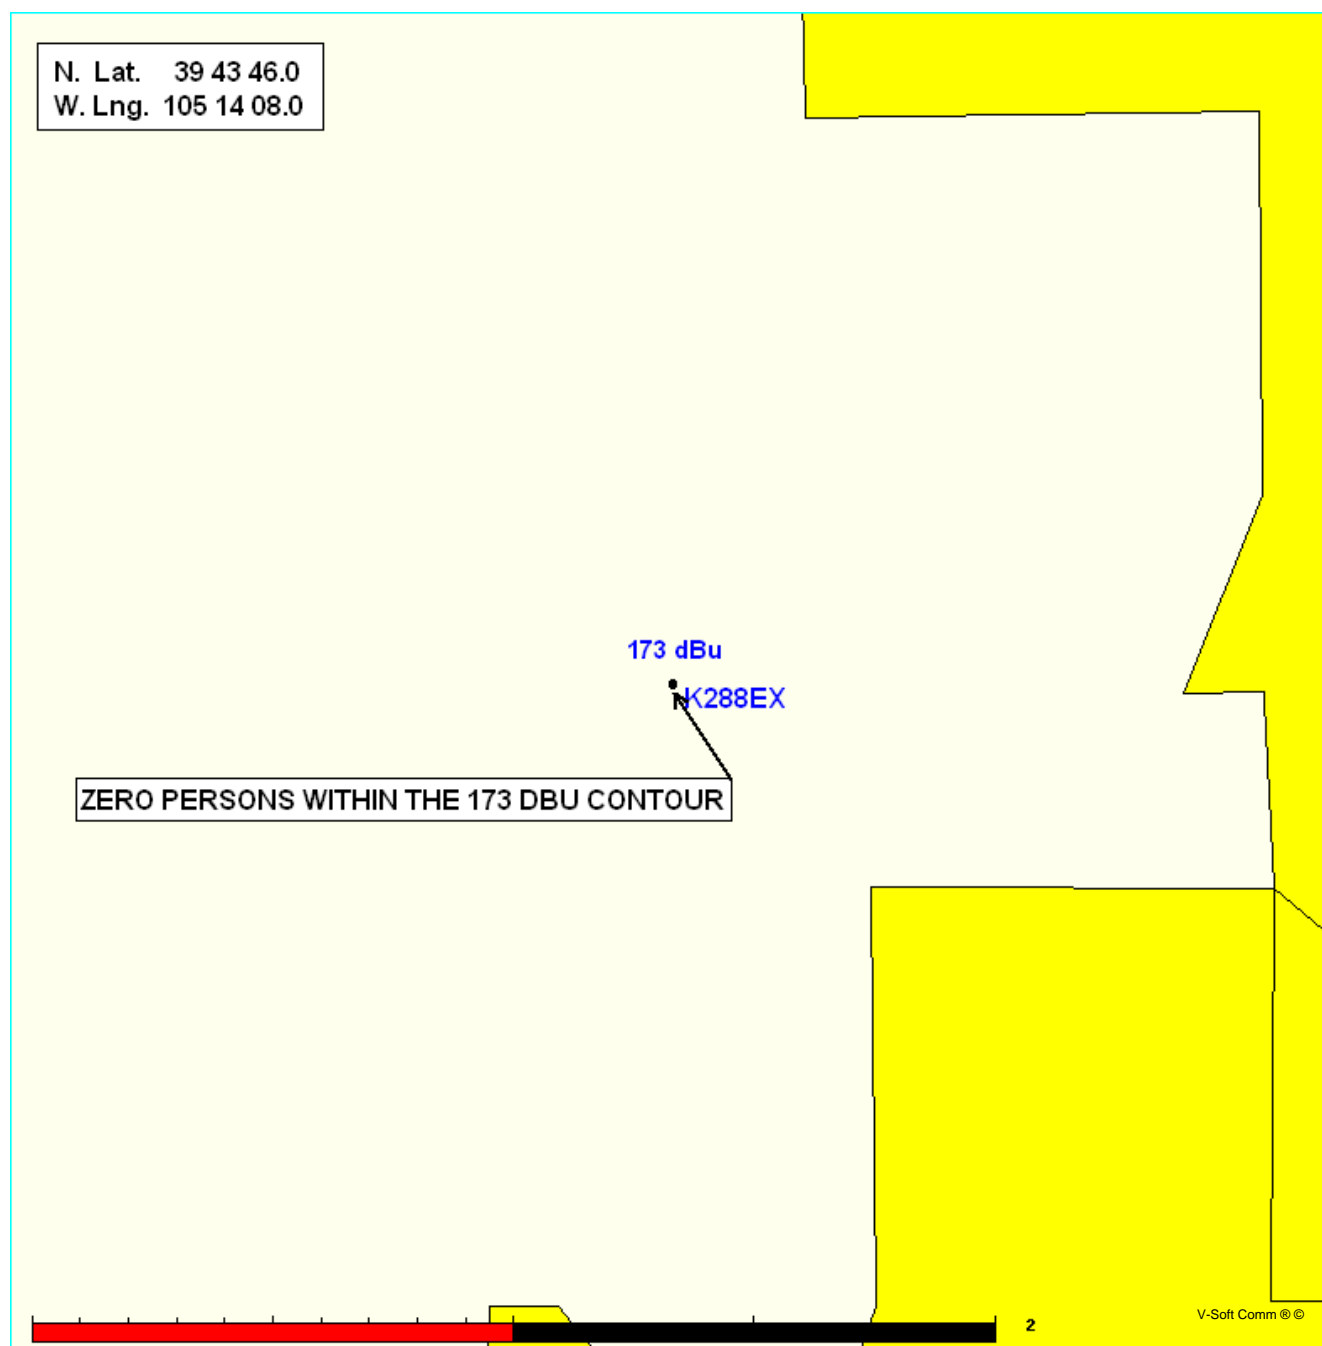 N. Lat. 39 43 46.0
W. Lng. 105 14 08.0
173 dBu
K288EX
ZERO PERSONS WITHIN THE 173 DBU CONTOUR
2
V-Soft Comm ® ©